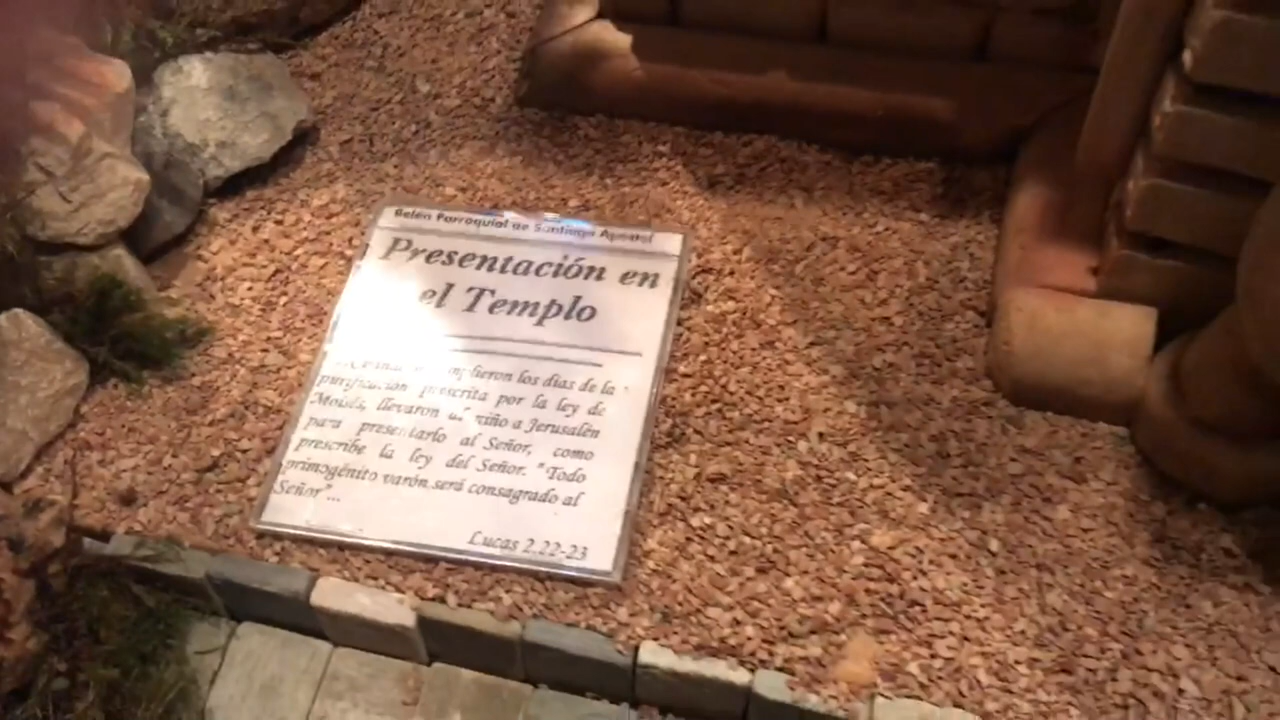 Belén Parroquial de Santiago Apóstol
Presentación en
el Templo
mplieron los días de la
purificación prescrita por la ley de
Moisés, llevaron al niño a Jerusalén
para presentarlo al Señor, como
prescribe la ley del Señor. "Todo
primogénito varón será consagrado al
Señor"...
Lucas 2,22-23